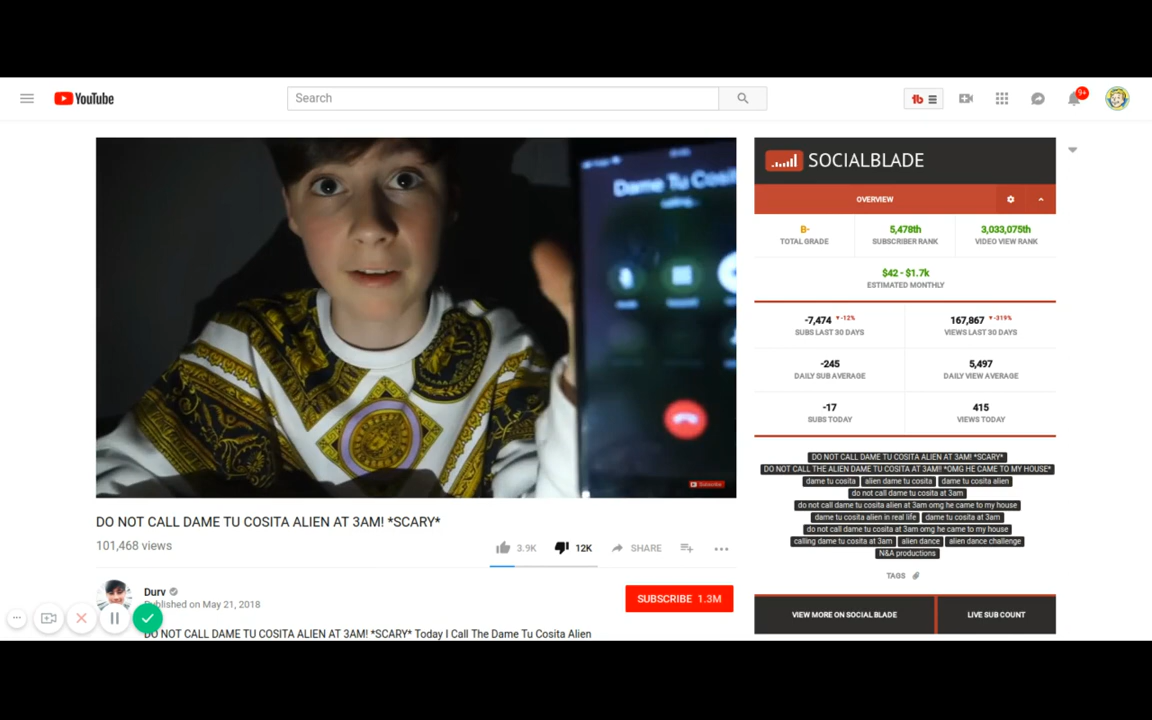 YouTube
Search
9+
SOCIALBLADE
OVERVIEW
B-
5,478th
3,033,075th
TOTAL GRADE
SUBSCRIBER RANK
VIDEO VIEW RANK
$42 - $1.7k
ESTIMATED MONTHLY
-7,474 -12%
167,867 -319%
SUBS LAST 30 DAYS
VIEWS LAST 30 DAYS
-245
5,497
DAILY SUB AVERAGE
DAILY VIEW AVERAGE
-17
415
SUBS TODAY
VIEWS TODAY
DO NOT CALL DAME TU COSITA ALIEN AT 3AM! *SCARY*
DO NOT CALL THE ALIEN DAME TU COSITA AT 3AM!! *OMG HE CAME TO MY HOUSE*
dame tu cosita alien dame tu cosita dame tu cosita alien
do not call dame tu cosita at 3am
do not call dame tu cosita alien at 3am omg he came to my house
dame tu cosita alien in real life dame tu cosita at 3am
do not call dame tu cosita at 3am omg he came to my house
calling dame tu cosita at 3am alien dance alien dance challenge
N&A productions
TAGS
VIEW MORE ON SOCIAL BLADE
LIVE SUB COUNT
Dame Tu Cosit
calling...
Subscribe
DO NOT CALL DAME TU COSITA ALIEN AT 3AM! *SCARY*
101,468 views
3.9K
12K
SHARE
Durv
Published on May 21, 2018
SUBSCRIBE 1.3M
DO NOT CALL DAME TU COSITA ALIEN AT 3AM! *SCARY* Today I Call The Dame Tu Cosita Alien